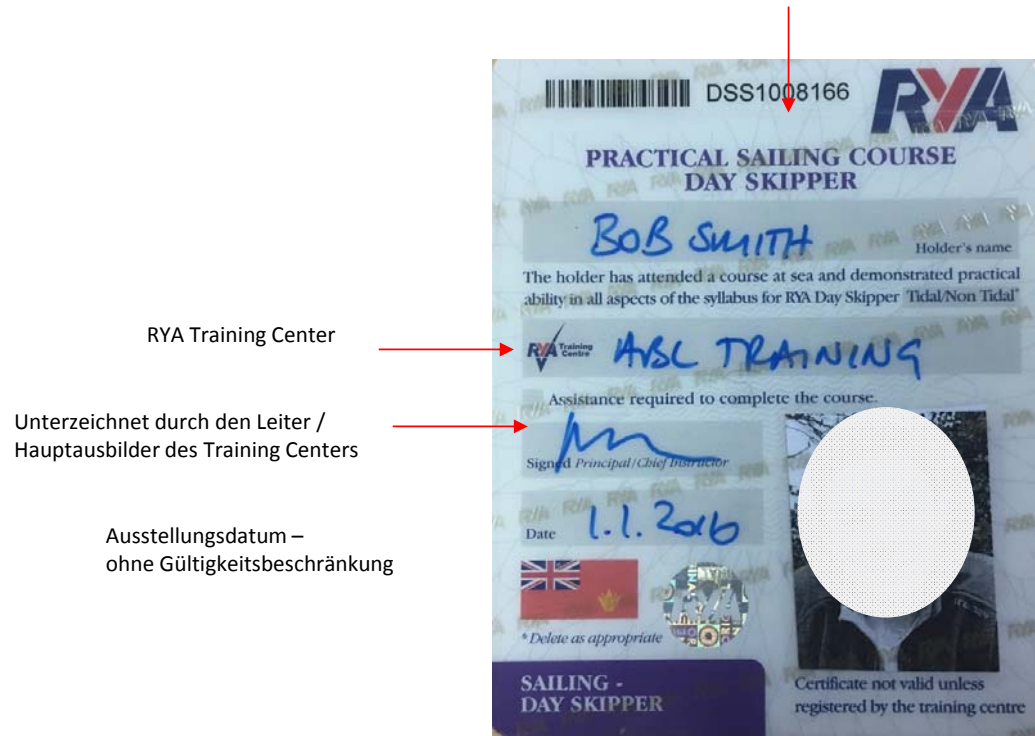 DSS1008166
RYA
PRACTICAL SAILING COURSE
DAY SKIPPER
BOB SMITH
Holder's name
The holder has attended a course at sea and demonstrated practical
ability in all aspects of the syllabus for RYA Day Skipper Tidal/Non Tidal*
RYA Training Center
RYA Training
Centre
ABC TRAINING
Assistance required to complete the course.
Unterzeichnet durch den Leiter /
Hauptausbilder des Training Centers
Signed Principal/Chief Instructor
Ausstellungsdatum –
ohne Gültigkeitsbeschränkung
Date 1.1.2016
RYA
*Delete as appropriate
SAILING -
DAY SKIPPER
Certificate not valid unless
registered by the training centre